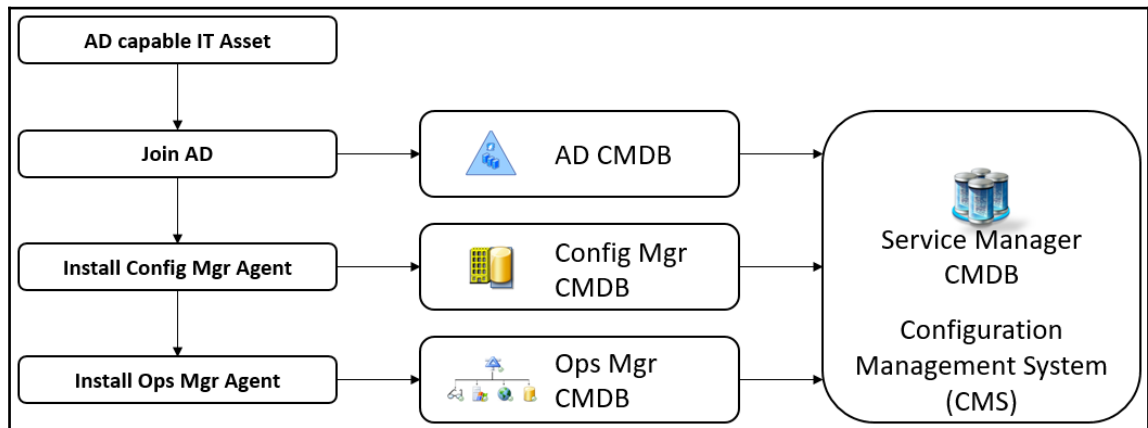 AD capable IT Asset
Join AD
AD CMDB
Install Config Mgr Agent
Config Mgr
CMDB
Install Ops Mgr Agent
Ops Mgr
CMDB
Service Manager
CMDB
Configuration
Management System
(CMS)